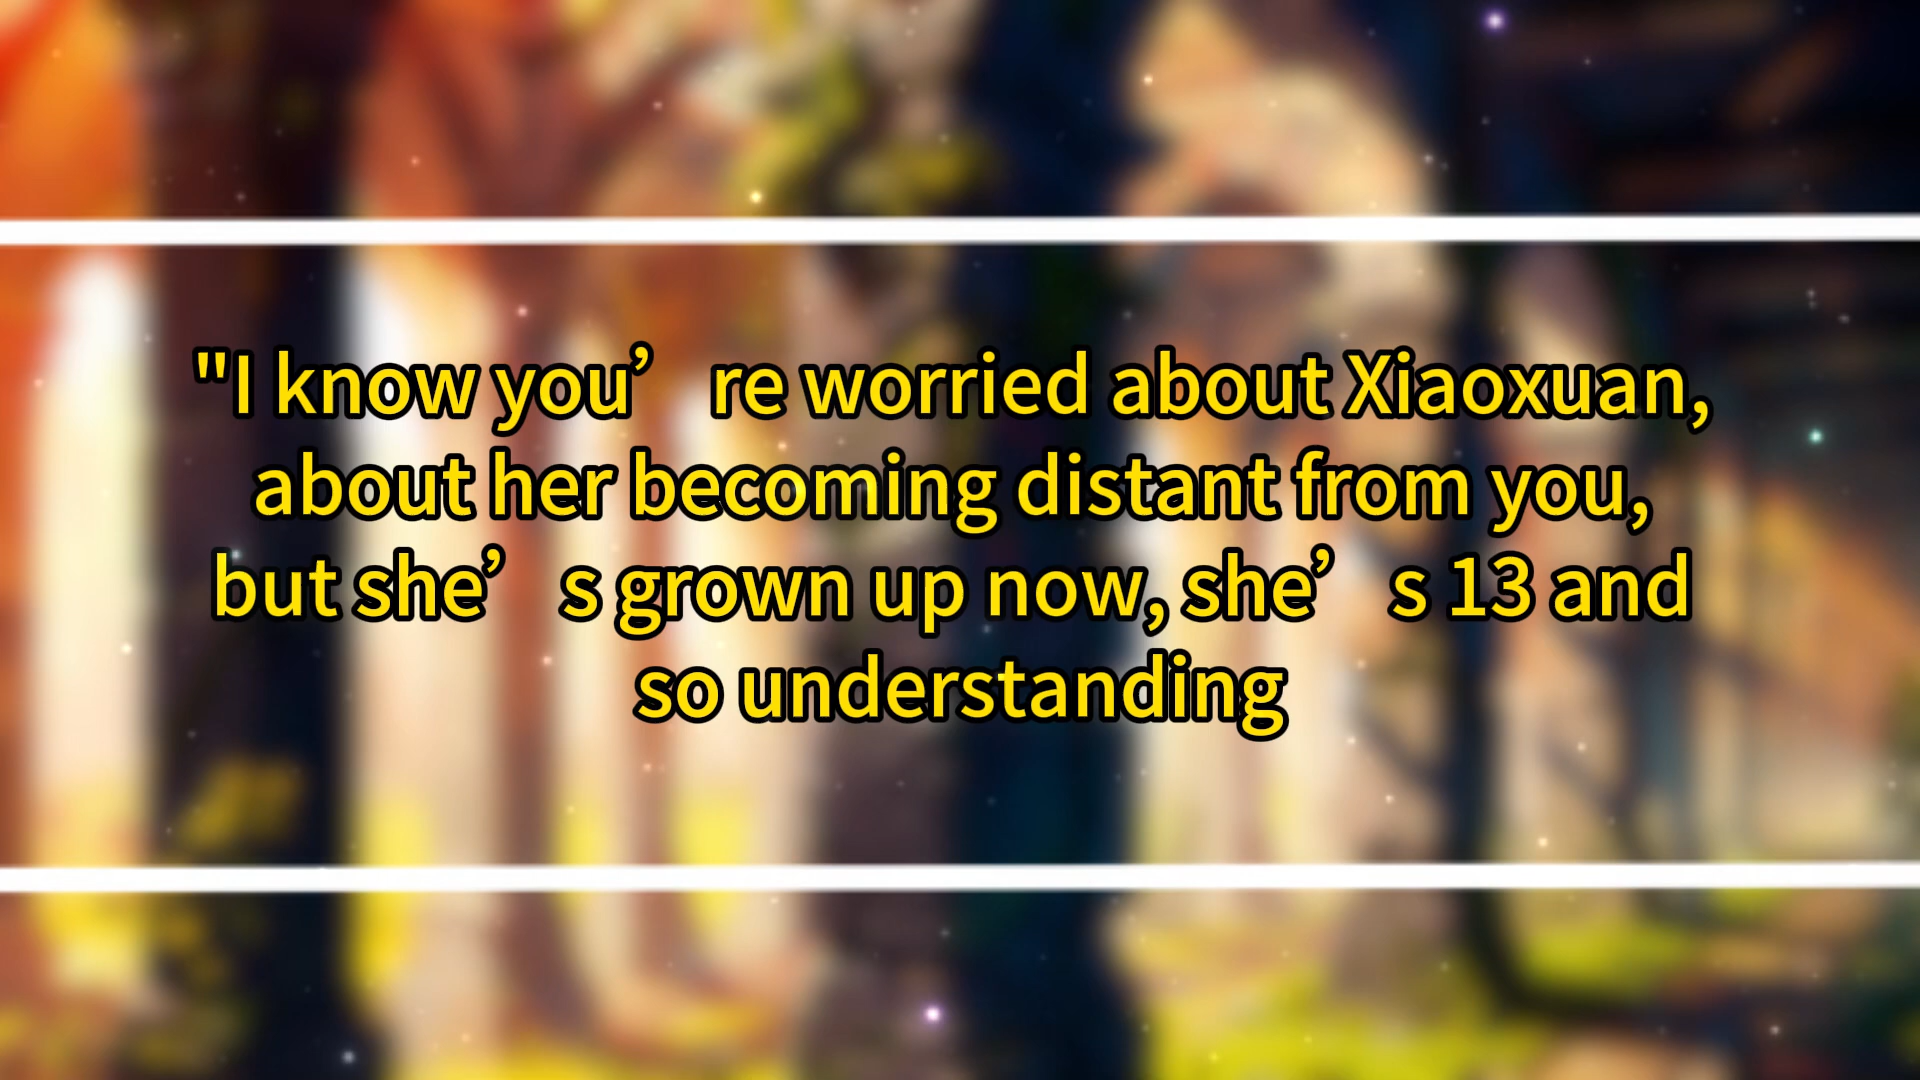 "I know you’re worried about Xiaoxuan,
about her becoming distant from you,
but she’s grown up now, she’s 13 and
so understanding